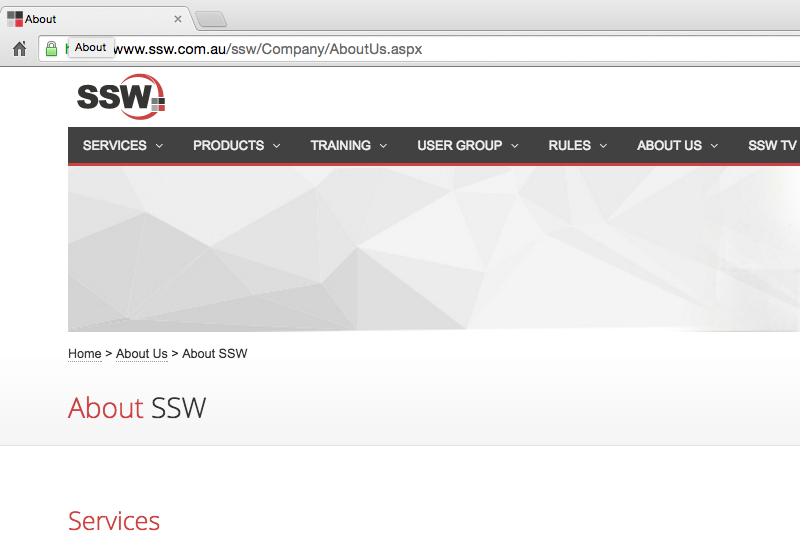 About
About
www.ssw.com.au/ssw/Company/AboutUs.aspx
SSW
SERVICES PRODUCTS TRAINING USER GROUP RULES ABOUT US SSW TV
Home > About Us > About SSW
About SSW
Services